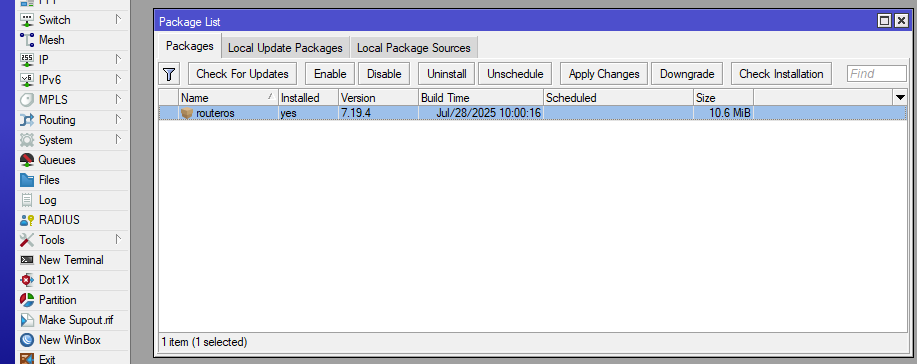 PPP
Switch
Mesh
IP
IPv6
MPLS
Routing
System
Queues
Files
Log
RADIUS
Tools
New Terminal
Dot1X
Partition
Make Supout.rif
New WinBox
Exit
Package List
Packages Local Update Packages Local Package Sources
Check For Updates Enable Disable Uninstall Unschedule Apply Changes Downgrade Check Installation Find
Name Installed Version Build Time Scheduled Size
routeros yes 7.19.4 Jul/28/2025 10:00:16 10.6 MiB
1 item (1 selected)